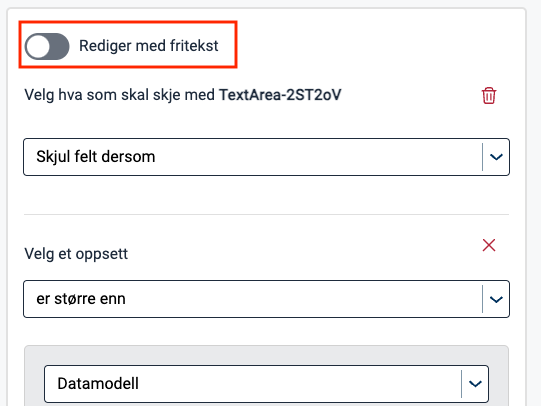 Rediger med fritekst
Velg hva som skal skje med TextArea-2ST2oV
Skjul felt dersom
Velg et oppsett
er større enn
Datamodell